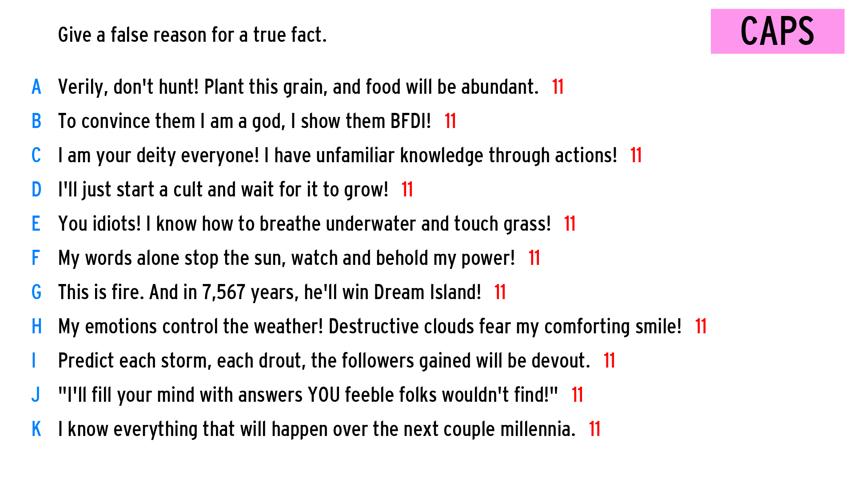 CAPS
Give a false reason for a true fact.
A Verily, don't hunt! Plant this grain, and food will be abundant. 11
B To convince them I am a god, I show them BFDI! 11
C I am your deity everyone! I have unfamiliar knowledge through actions! 11
D I'll just start a cult and wait for it to grow! 11
E You idiots! I know how to breathe underwater and touch grass! 11
F My words alone stop the sun, watch and behold my power! 11
G This is fire. And in 7,567 years, he'll win Dream Island! 11
H My emotions control the weather! Destructive clouds fear my comforting smile! 11
I Predict each storm, each drout, the followers gained will be devout. 11
J "I'll fill your mind with answers YOU feeble folks wouldn't find!" 11
K I know everything that will happen over the next couple millennia. 11